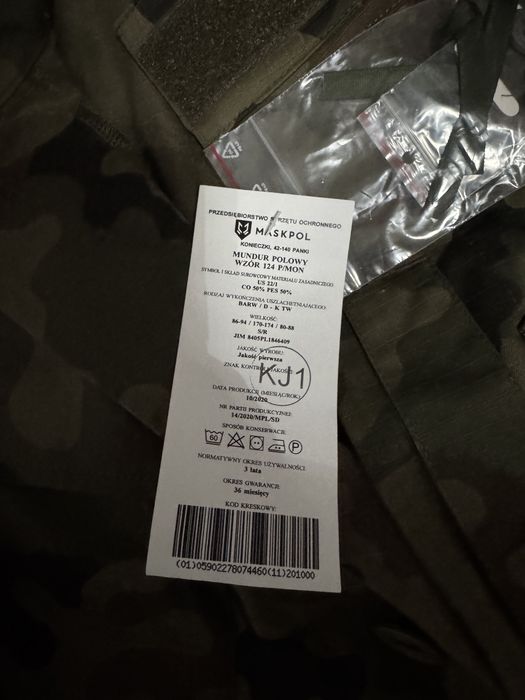 PRZEDSIĘBIORSTWO SPRZĘTU OCHRONNEGO
MASKPOL
KONIECZKI, 42-140 PANKI
MUNDUR POLOWY
WZÓR 124 P/MON
SYMBOL I SKŁAD SUROWCOWY MATERIAŁU ZASADNICZEGO
US 22/1
CO 50% PES 50%
RODZAJ WYKOŃCZENIA USZLACHETNIAJĄCEGO:
BARW / D - K TW
WIELKOŚĆ:
86-94 / 170-174 / 80-88
S/R
JIM 8405PL1846409
JAKOŚĆ WYROBU:
Jakość pierwsza
ZNAK KONTROLI JAKOŚCI:
KJ1
DATA PRODUKCJI (MIESIĄC/ROK):
10/2020
NR PARTII PRODUKCYJNEJ:
14/2020/MPL/SD
SPOSÓB KONSERWACJI:
60
P
NORMATYWNY OKRES UŻYWALNOŚCI:
3 lata
OKRES GWARANCJI:
36 miesięcy
KOD KRESKOWY:
(01)05902278074460(11)201000